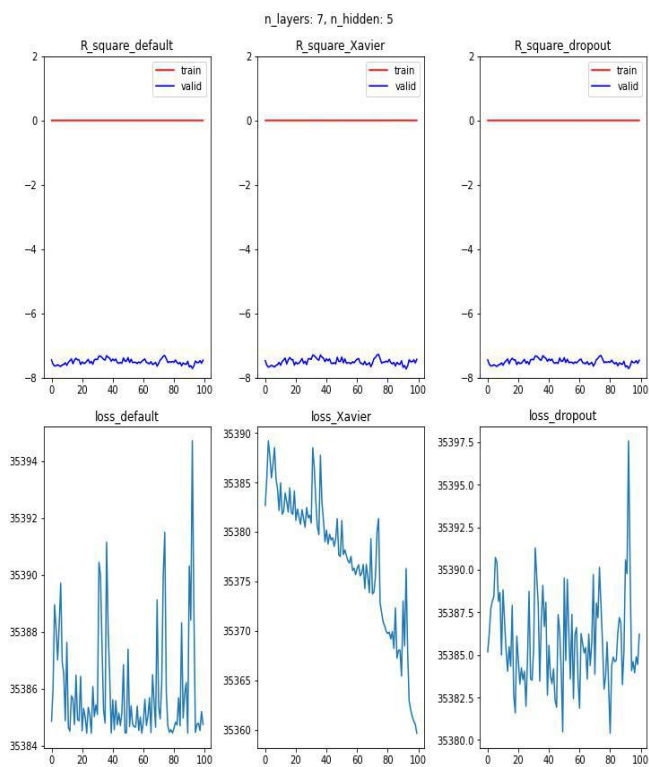 n_layers: 7, n_hidden: 5
R_square_default
R_square_Xavier
R_square_dropout
train
valid
train
valid
train
valid
2
0
−2
−4
−6
−8
0 20 40 60 80 100
2
0
−2
−4
−6
−8
0 20 40 60 80 100
2
0
−2
−4
−6
−8
0 20 40 60 80 100
loss_default
loss_Xavier
loss_dropout
35394
35392
35390
35388
35386
35384
0 20 40 60 80 100
35390
35385
35380
35375
35370
35365
35360
0 20 40 60 80 100
35397.5
35395.0
35392.5
35390.0
35387.5
35385.0
35382.5
35380.0
0 20 40 60 80 100